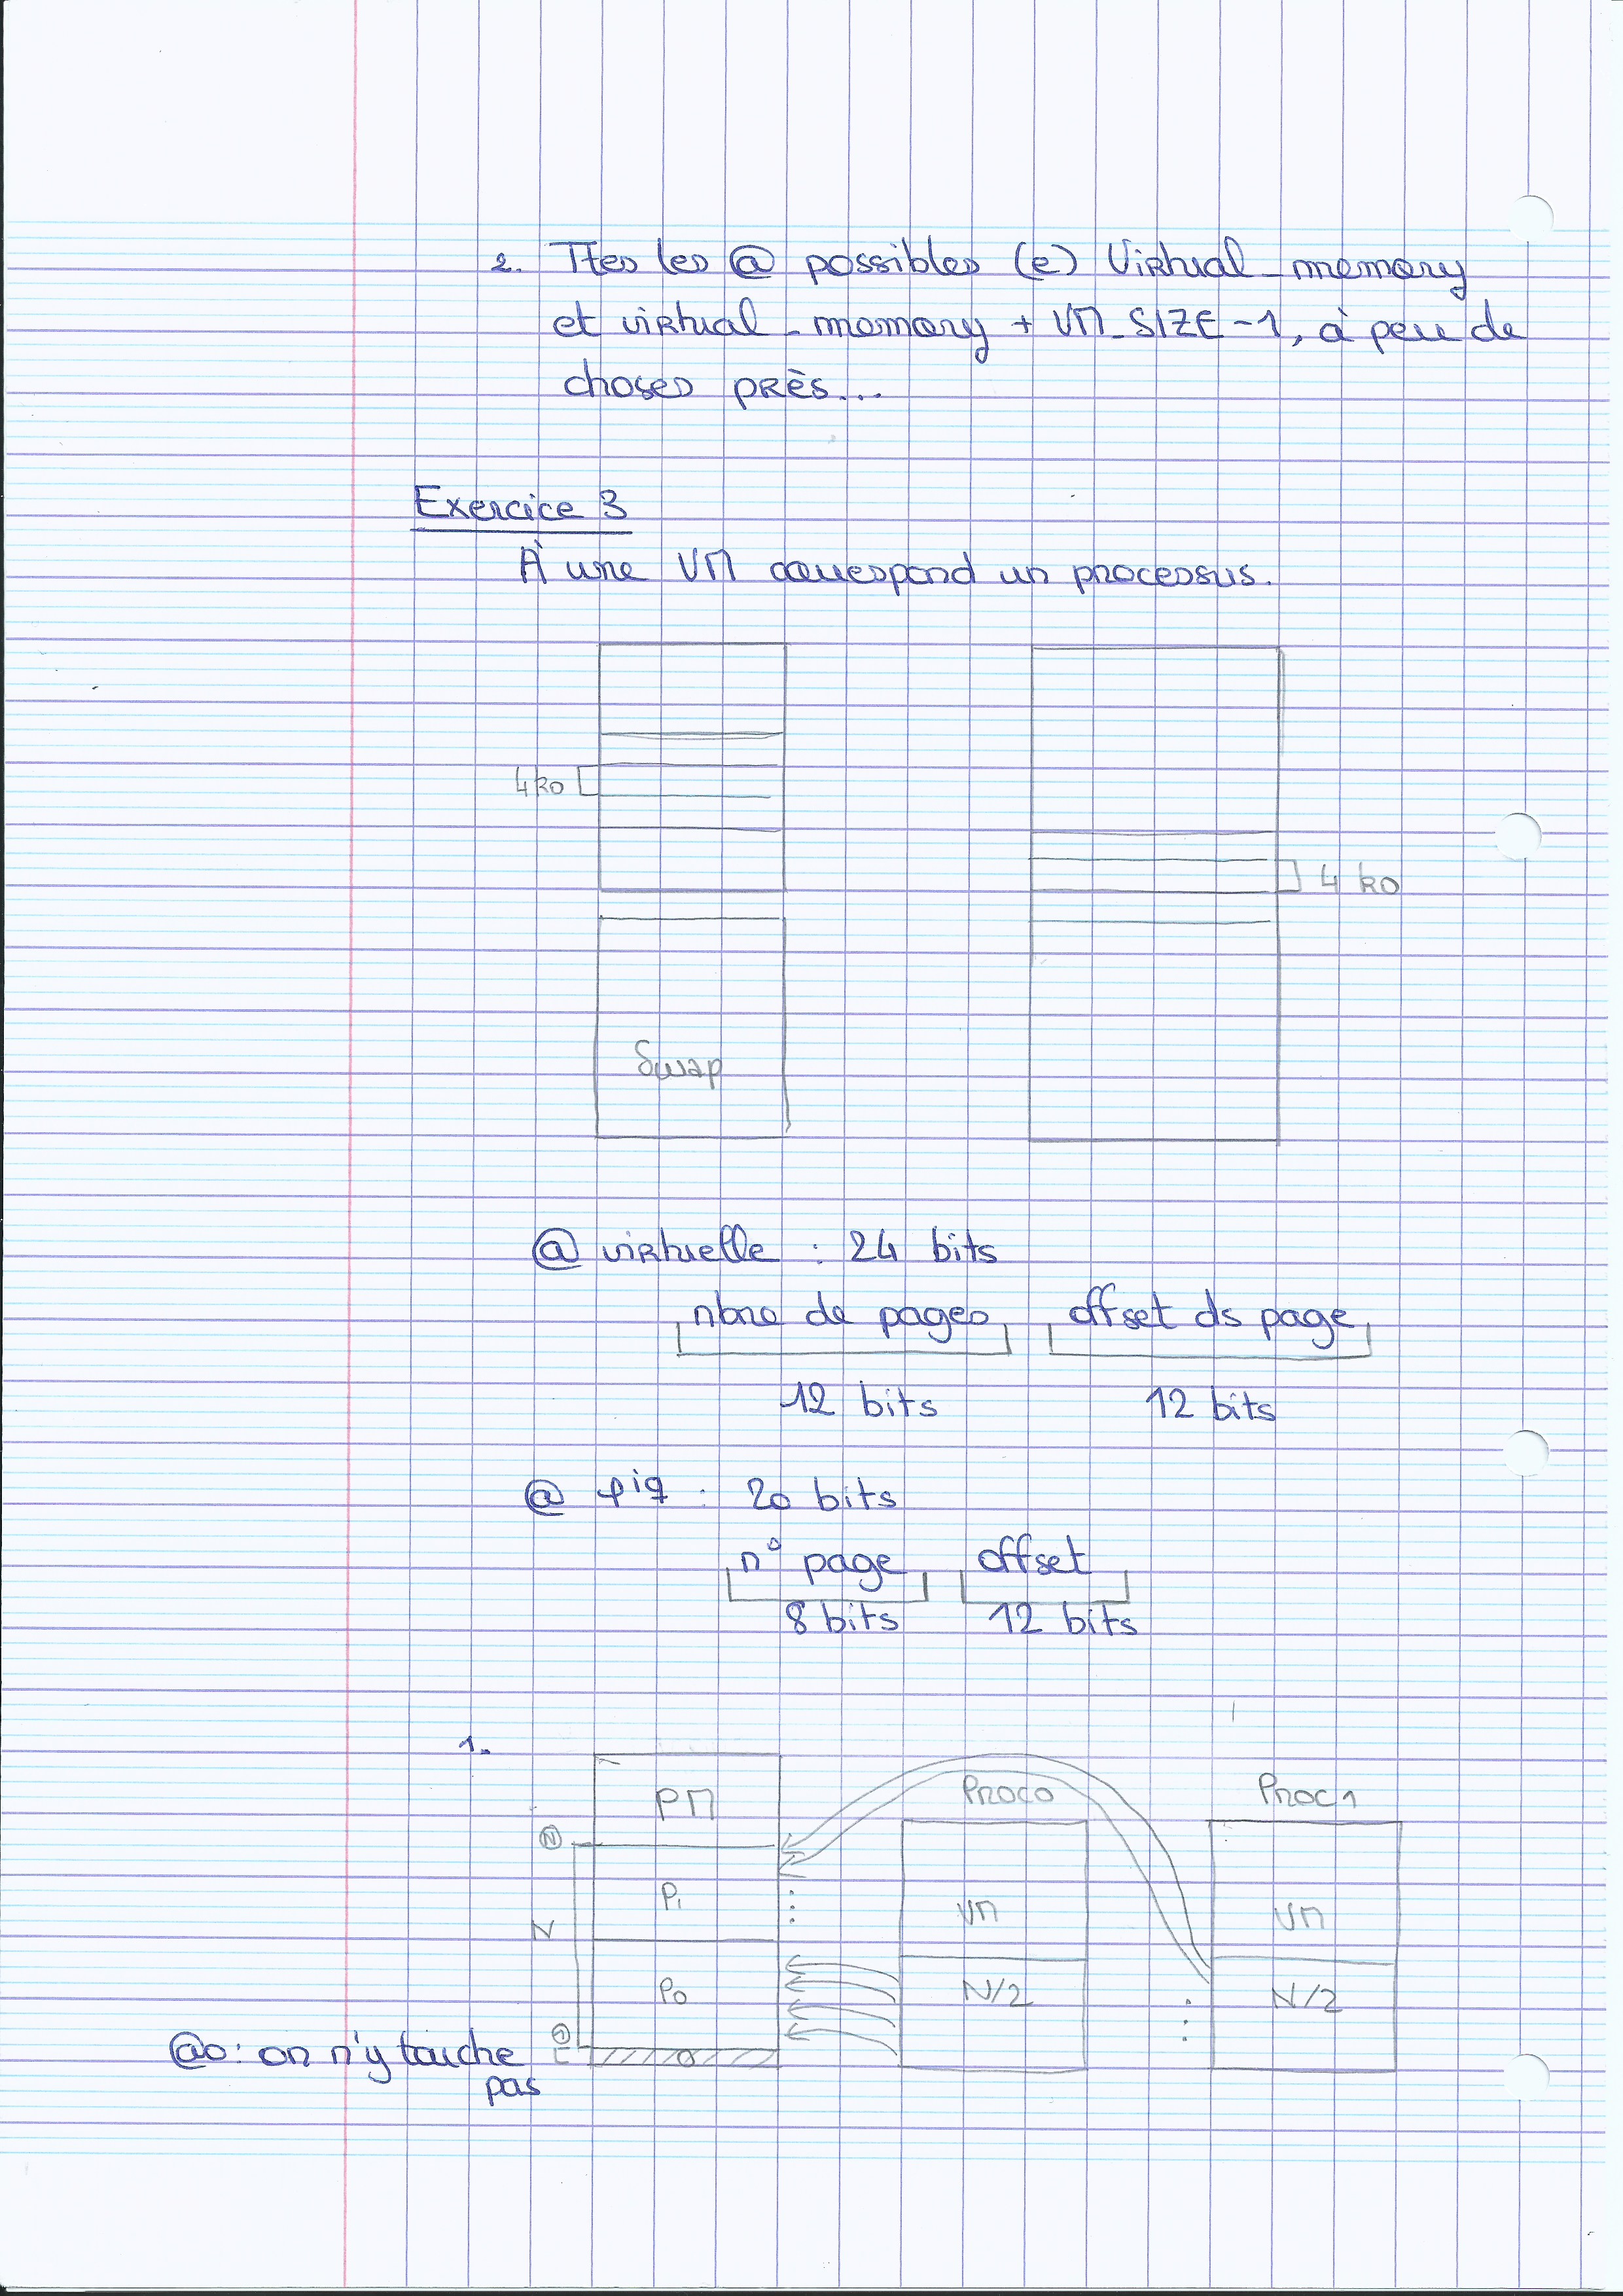 2. Ttes les @ possibles (e) Virtual_memory
et virtual_memory + VM_SIZE-1, à peu de
choses près...
Exercice 3
À une VM correspond un processus.
4ko
4 ko
Swap
@ virtuelle : 24 bits
nbre de pages offset ds page
12 bits 12 bits
@ φiq : 20 bits
n° page offset
8 bits 12 bits
1.
PM Proc0 Proc1
N
P1 VM VM
N
P0 N/2 N/2
1
@0: on n'y touche 0
pas